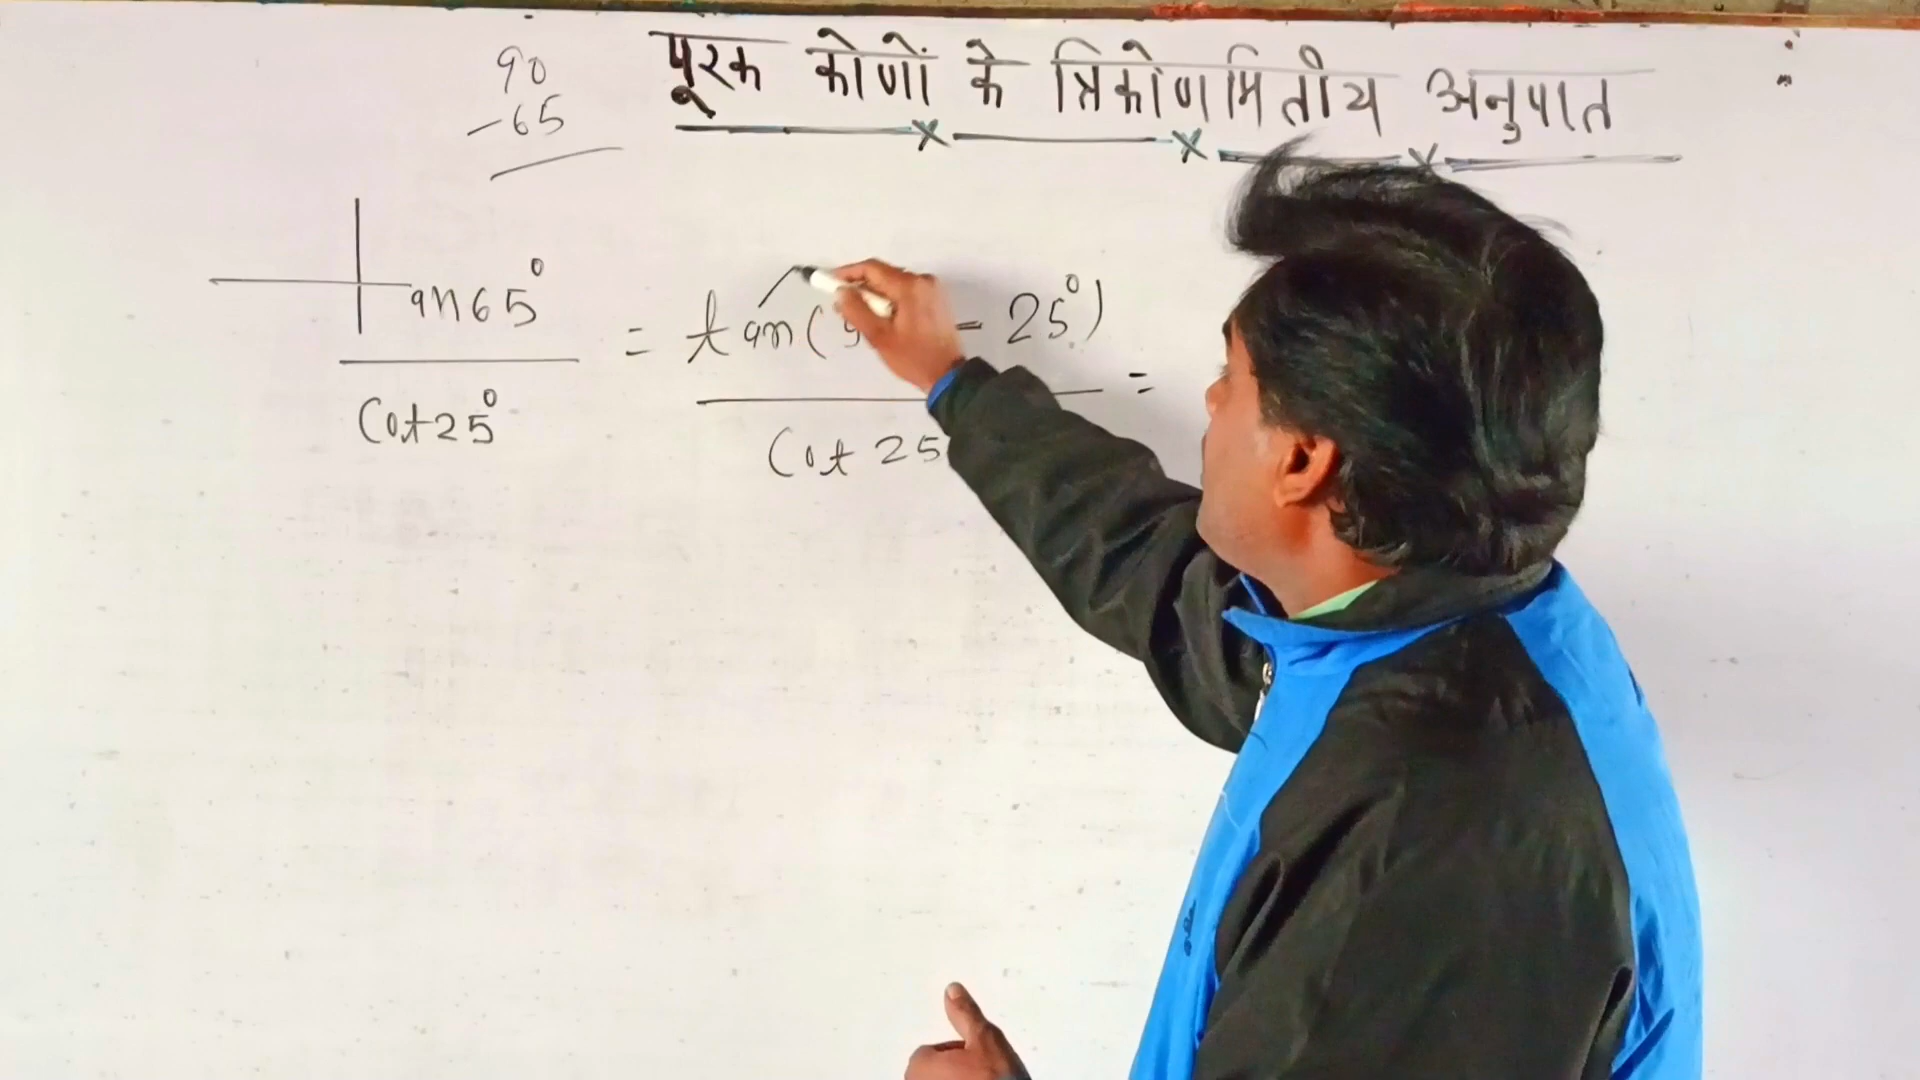 पूरक कोणों के त्रिकोणमितीय अनुपात
90
-65
tan65° = tan(9 - 25°) =
cot25° cot 25